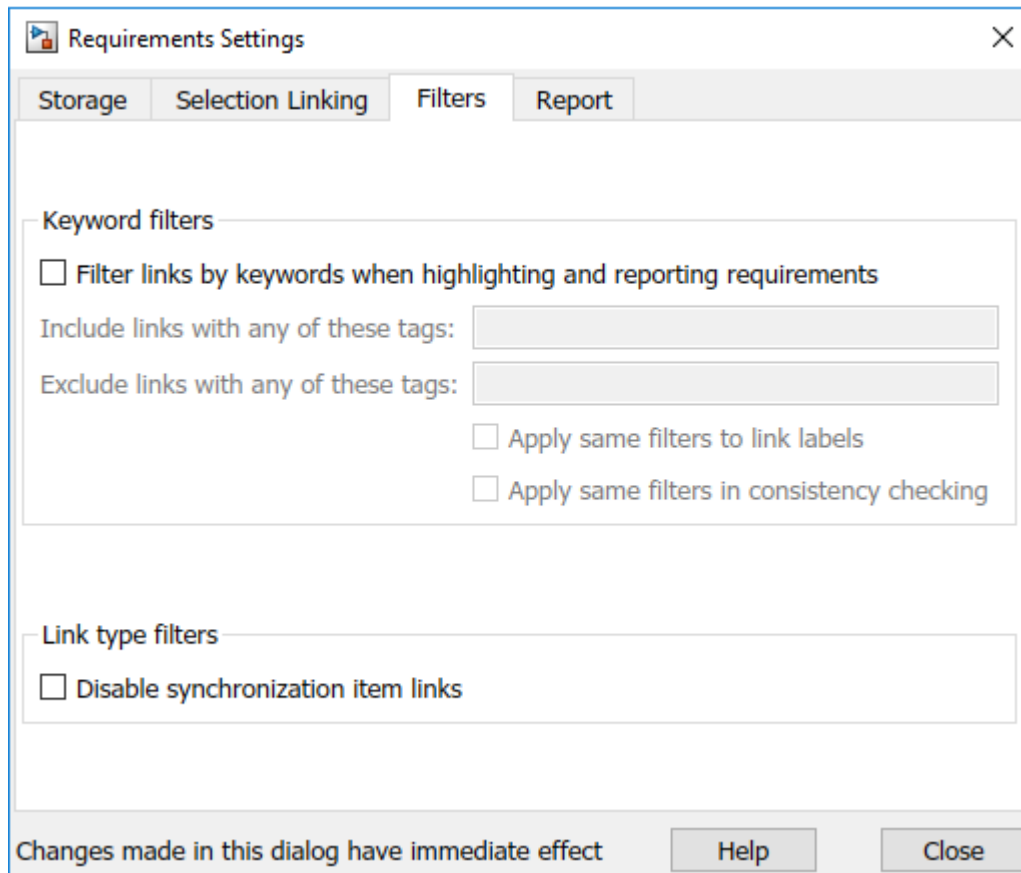 Requirements Settings
Storage Selection Linking Filters Report
Keyword filters
Filter links by keywords when highlighting and reporting requirements
Include links with any of these tags:
Exclude links with any of these tags:
Apply same filters to link labels
Apply same filters in consistency checking
Link type filters
Disable synchronization item links
Changes made in this dialog have immediate effect Help Close